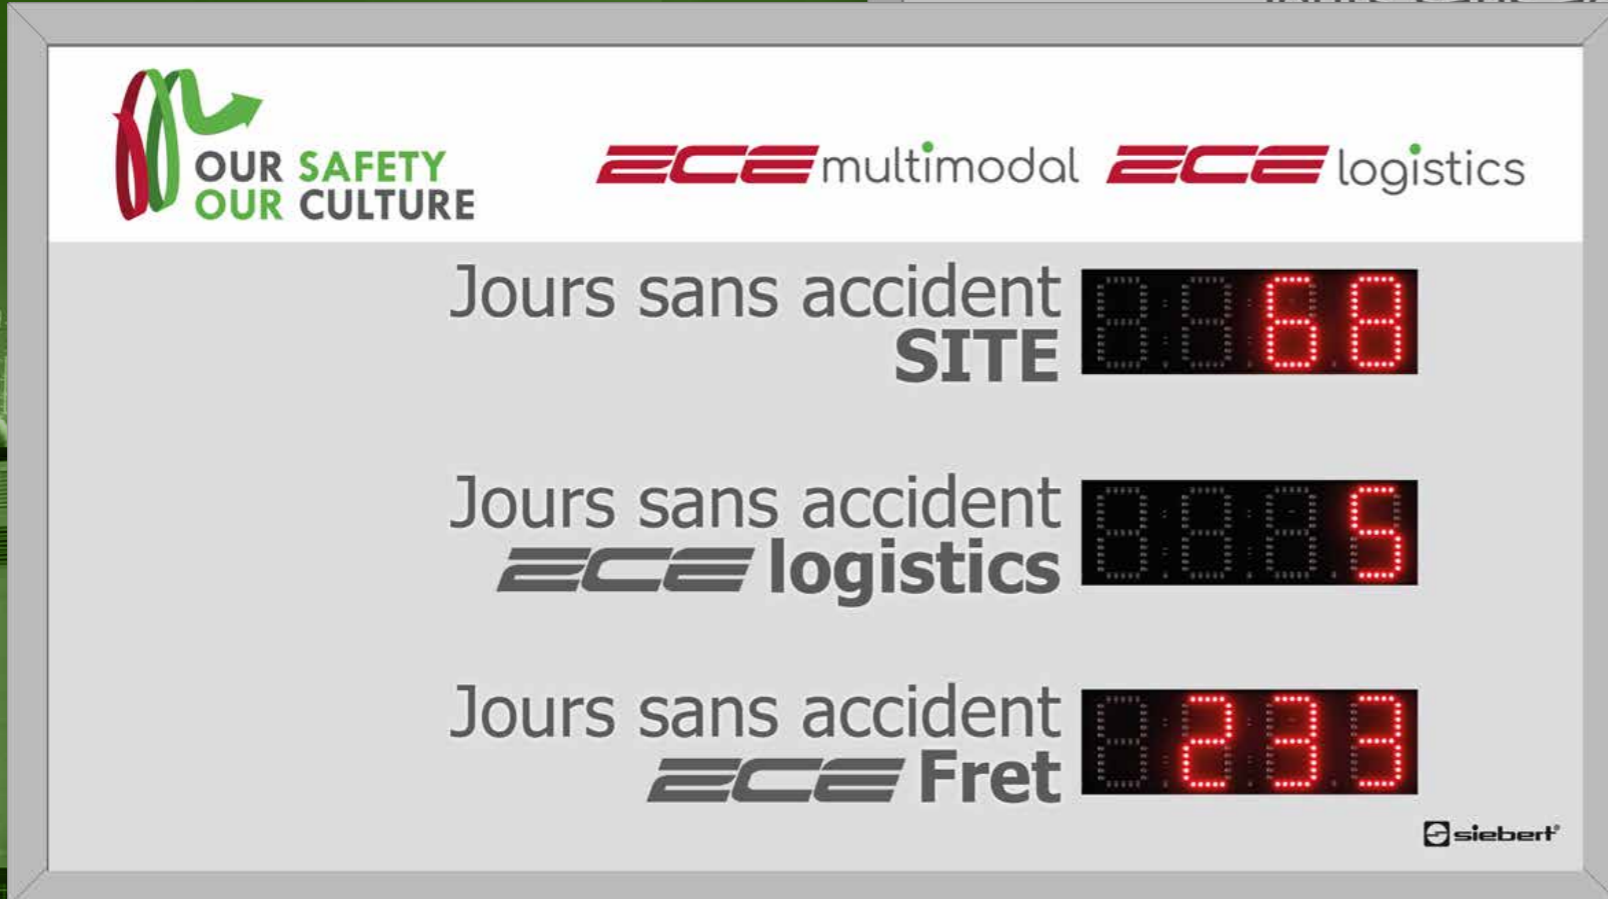 OUR SAFETY
OUR CULTURE
ECE multimodal ECE logistics
Jours sans accident
SITE
68
Jours sans accident
ECE logistics
5
Jours sans accident
ECE Fret
233
siebert®